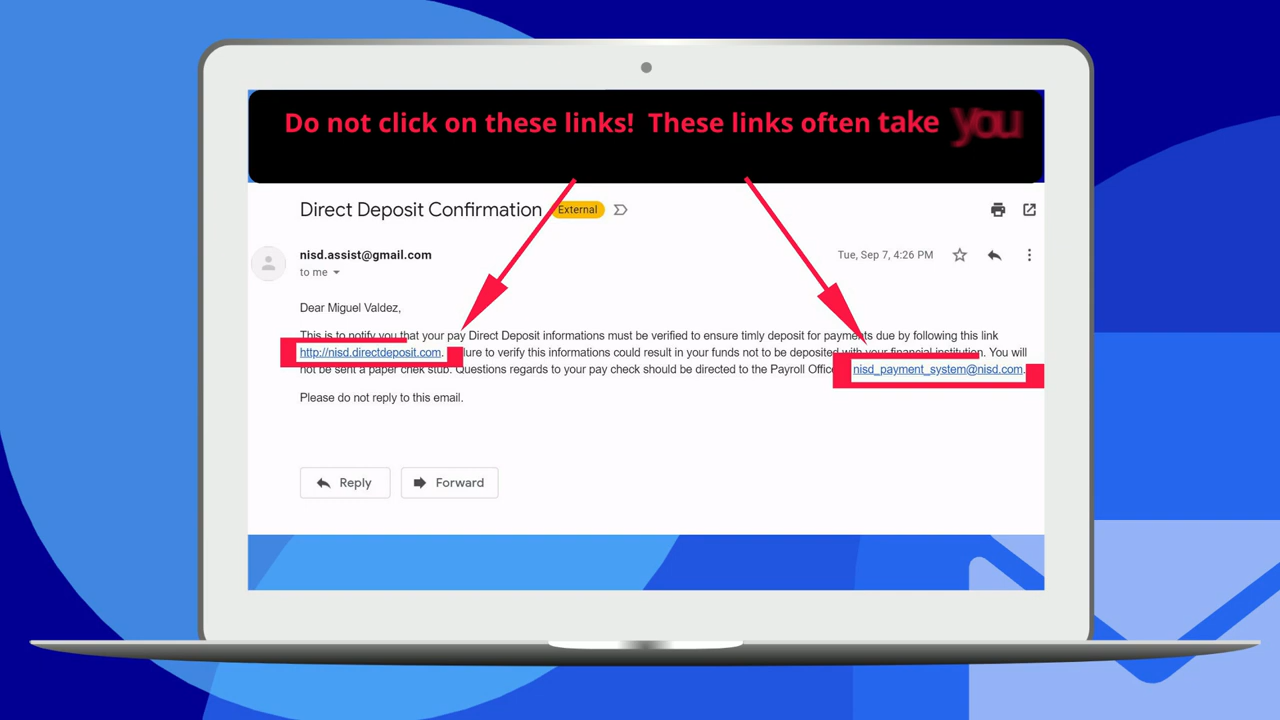 Do not click on these links! These links often take you
Direct Deposit Confirmation External
nisd.assist@gmail.com Tue, Sep 7, 4:26 PM
to me
Dear Miguel Valdez,
This is to notify you that your pay Direct Deposit informations must be verified to ensure timly deposit for payments due by following this link
http://nisd.directdeposit.com. lure to verify this informations could result in your funds not to be deposited with your financial institution. You will
not be sent a paper chek stub. Questions regards to your pay check should be directed to the Payroll Office nisd_payment_system@nisd.com.
Please do not reply to this email.
Reply Forward